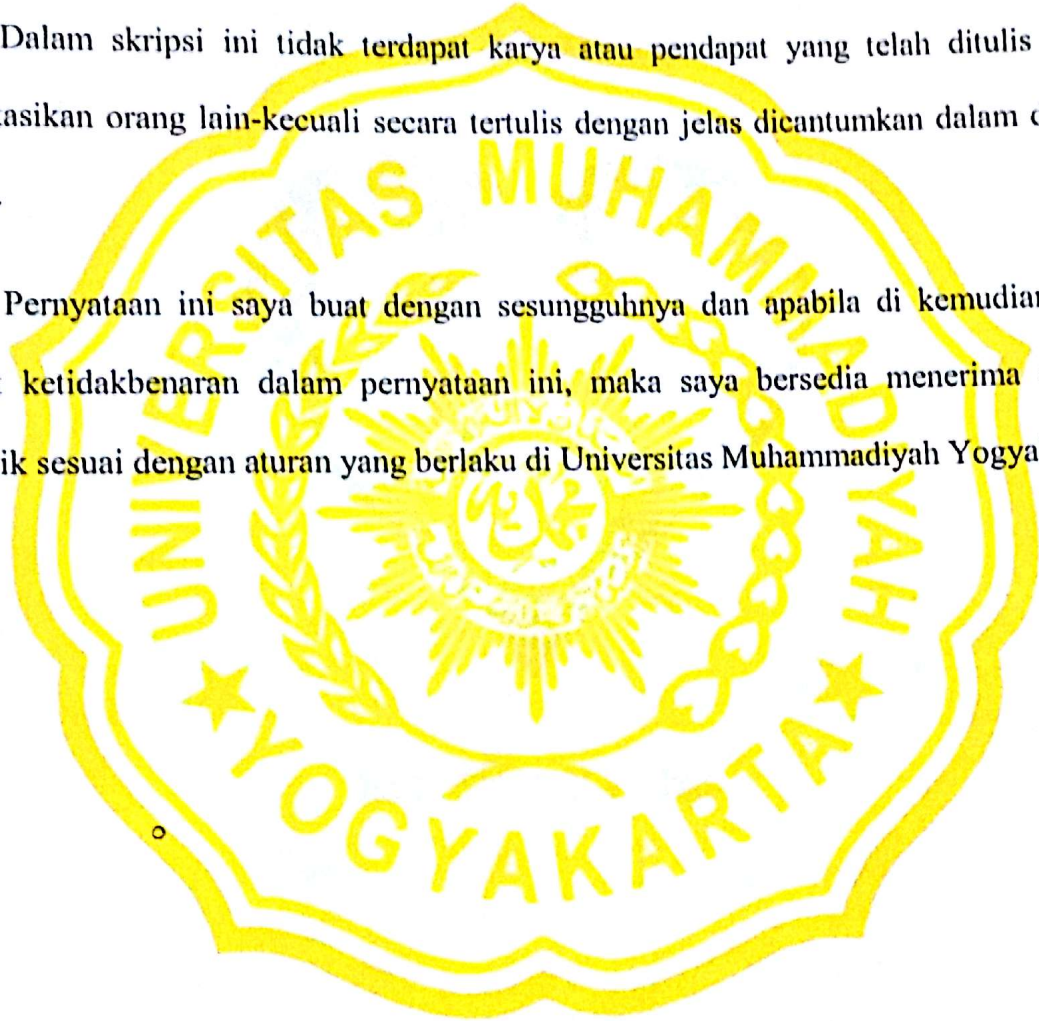 Dalam skripsi ini tidak terdapat karya atau pendapat yang telah ditulis
asikan orang lain-kecuali secara tertulis dengan jelas dicantumkan dalam
Pernyataan ini saya buat dengan sesungguhnya dan apabila di kemudian
ketidakbenaran dalam pernyataan ini, maka saya bersedia menerima
ik sesuai dengan aturan yang berlaku di Universitas Muhammadiyah Yogya
UNIVERSITAS MUHAMMADIYAH
YOGYAKARTA